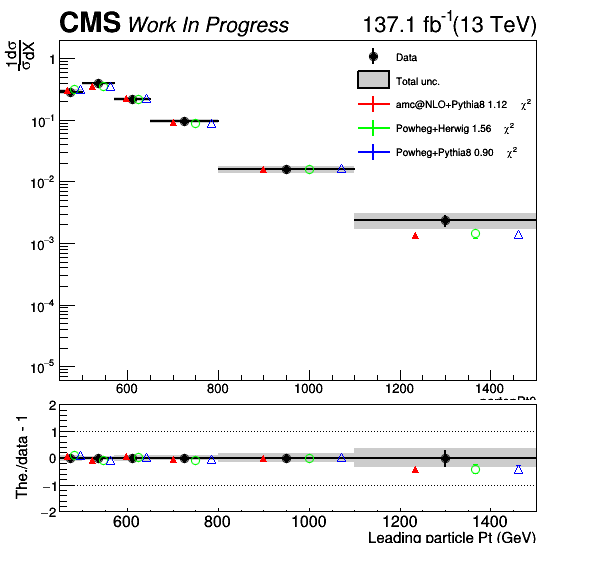 CMS Work In Progress 137.1 fb⁻¹(13 TeV)
1 dσ
σ dX
Data
Total unc.
amc@NLO+Pythia8 1.12 χ²
Powheg+Herwig 1.56 χ²
Powheg+Pythia8 0.90 χ²
1
10⁻¹
10⁻²
10⁻³
10⁻⁴
10⁻⁵
600 800 1000 1200 1400
The./data - 1
2
1
0
−1
−2
600 800 1000 1200 1400
Leading particle Pt (GeV)